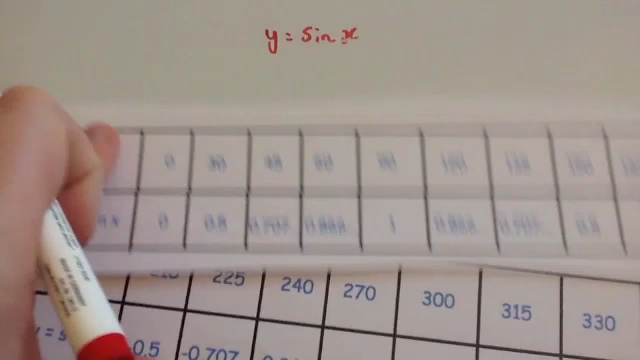 y = sin x
0 30 45 60 90 120 135 150
0 0.5 0.707 0.866 1 0.866 0.707 0.5
225 240 270 300 315 330
y = s -0.5 -0.707